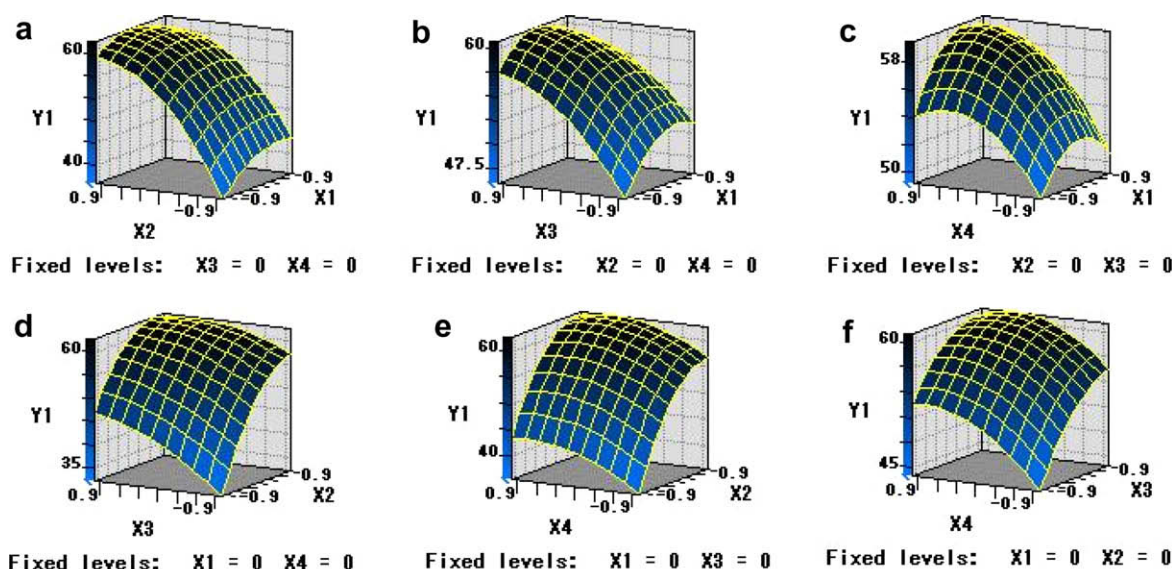 a
60
Y1
40
0.9
-0.9
-0.9
-0.9
X1
X2
Fixed levels: X3 = 0 X4 = 0
b
60
Y1
47.5
0.9
-0.9
-0.9
-0.9
X1
X3
Fixed levels: X2 = 0 X4 = 0
c
58
Y1
50
0.9
-0.9
-0.9
-0.9
X1
X4
Fixed levels: X2 = 0 X3 = 0
d
60
Y1
35
0.9
-0.9
-0.9
-0.9
X2
X3
Fixed levels: X1 = 0 X4 = 0
e
60
Y1
40
0.9
-0.9
-0.9
-0.9
X2
X4
Fixed levels: X1 = 0 X3 = 0
f
60
Y1
45
0.9
-0.9
-0.9
-0.9
X3
X4
Fixed levels: X1 = 0 X2 = 0